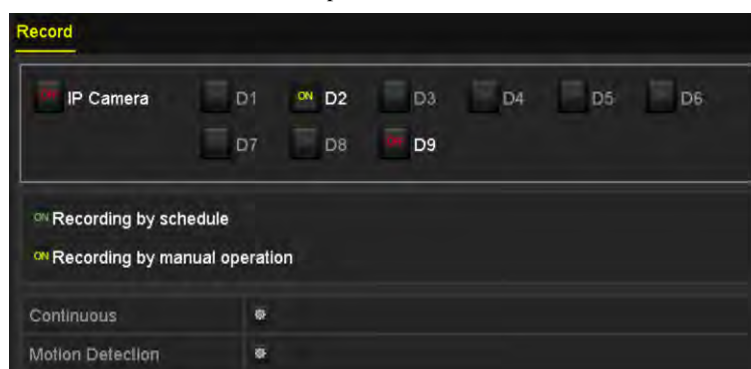 Record
IP Camera D1 ON D2 D3 D4 D5 D6
D7 D8 D9
ON Recording by schedule
ON Recording by manual operation
Continuous
Motion Detection